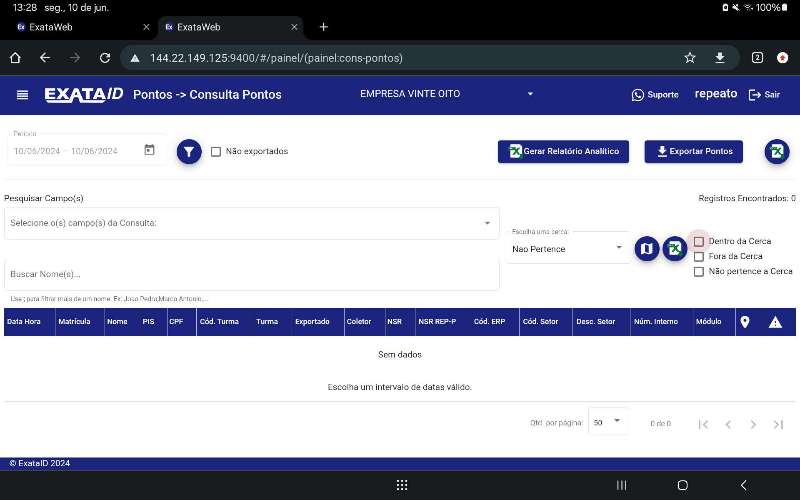 13:28 seg., 10 de jun. 100%
Ex ExataWeb
Ex ExataWeb
144.22.149.125:9400/#/painel/(painel:cons-pontos) 2
EXATAID Pontos -> Consulta Pontos EMPRESA VINTE OITO Suporte repeato Sair
Período
10/06/2024 – 10/06/2024
Não exportados
Gerar Relatório Analítico
Exportar Pontos
Pesquisar Campo(s)
Registros Encontrados: 0
Selecione o(s) campo(s) da Consulta:
Escolha uma cerca:
Nao Pertence
Dentro da Cerca
Fora da Cerca
Não pertence a Cerca
Buscar Nome(s)...
Use ; para filtrar mais de um nome. Ex: Joao Pedro;Marco Antonio;...
Data Hora Matrícula Nome PIS CPF Cód. Turma Turma Exportado Coletor NSR NSR REP-P Cód. ERP Cód. Setor Desc. Setor Núm. Interno Módulo
Sem dados
Escolha um intervalo de datas válido.
Qtd. por página: 50 0 de 0
© ExataID 2024